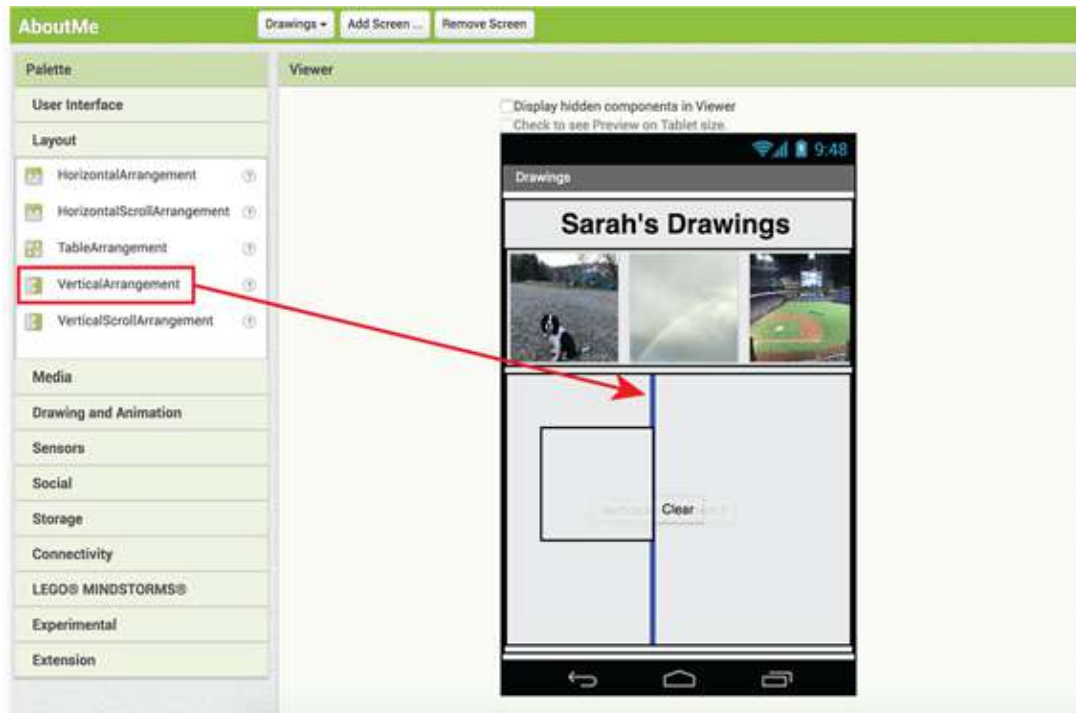 AboutMe
Drawings
Add Screen ...
Remove Screen
Palette
Viewer
User Interface
Layout
HorizontalArrangement
HorizontalScrollArrangement
TableArrangement
VerticalArrangement
VerticalScrollArrangement
Media
Drawing and Animation
Sensors
Social
Storage
Connectivity
LEGO® MINDSTORMS®
Experimental
Extension
Display hidden components in Viewer
Check to see Preview on Tablet size.
9:48
Drawings
Sarah's Drawings
Clear